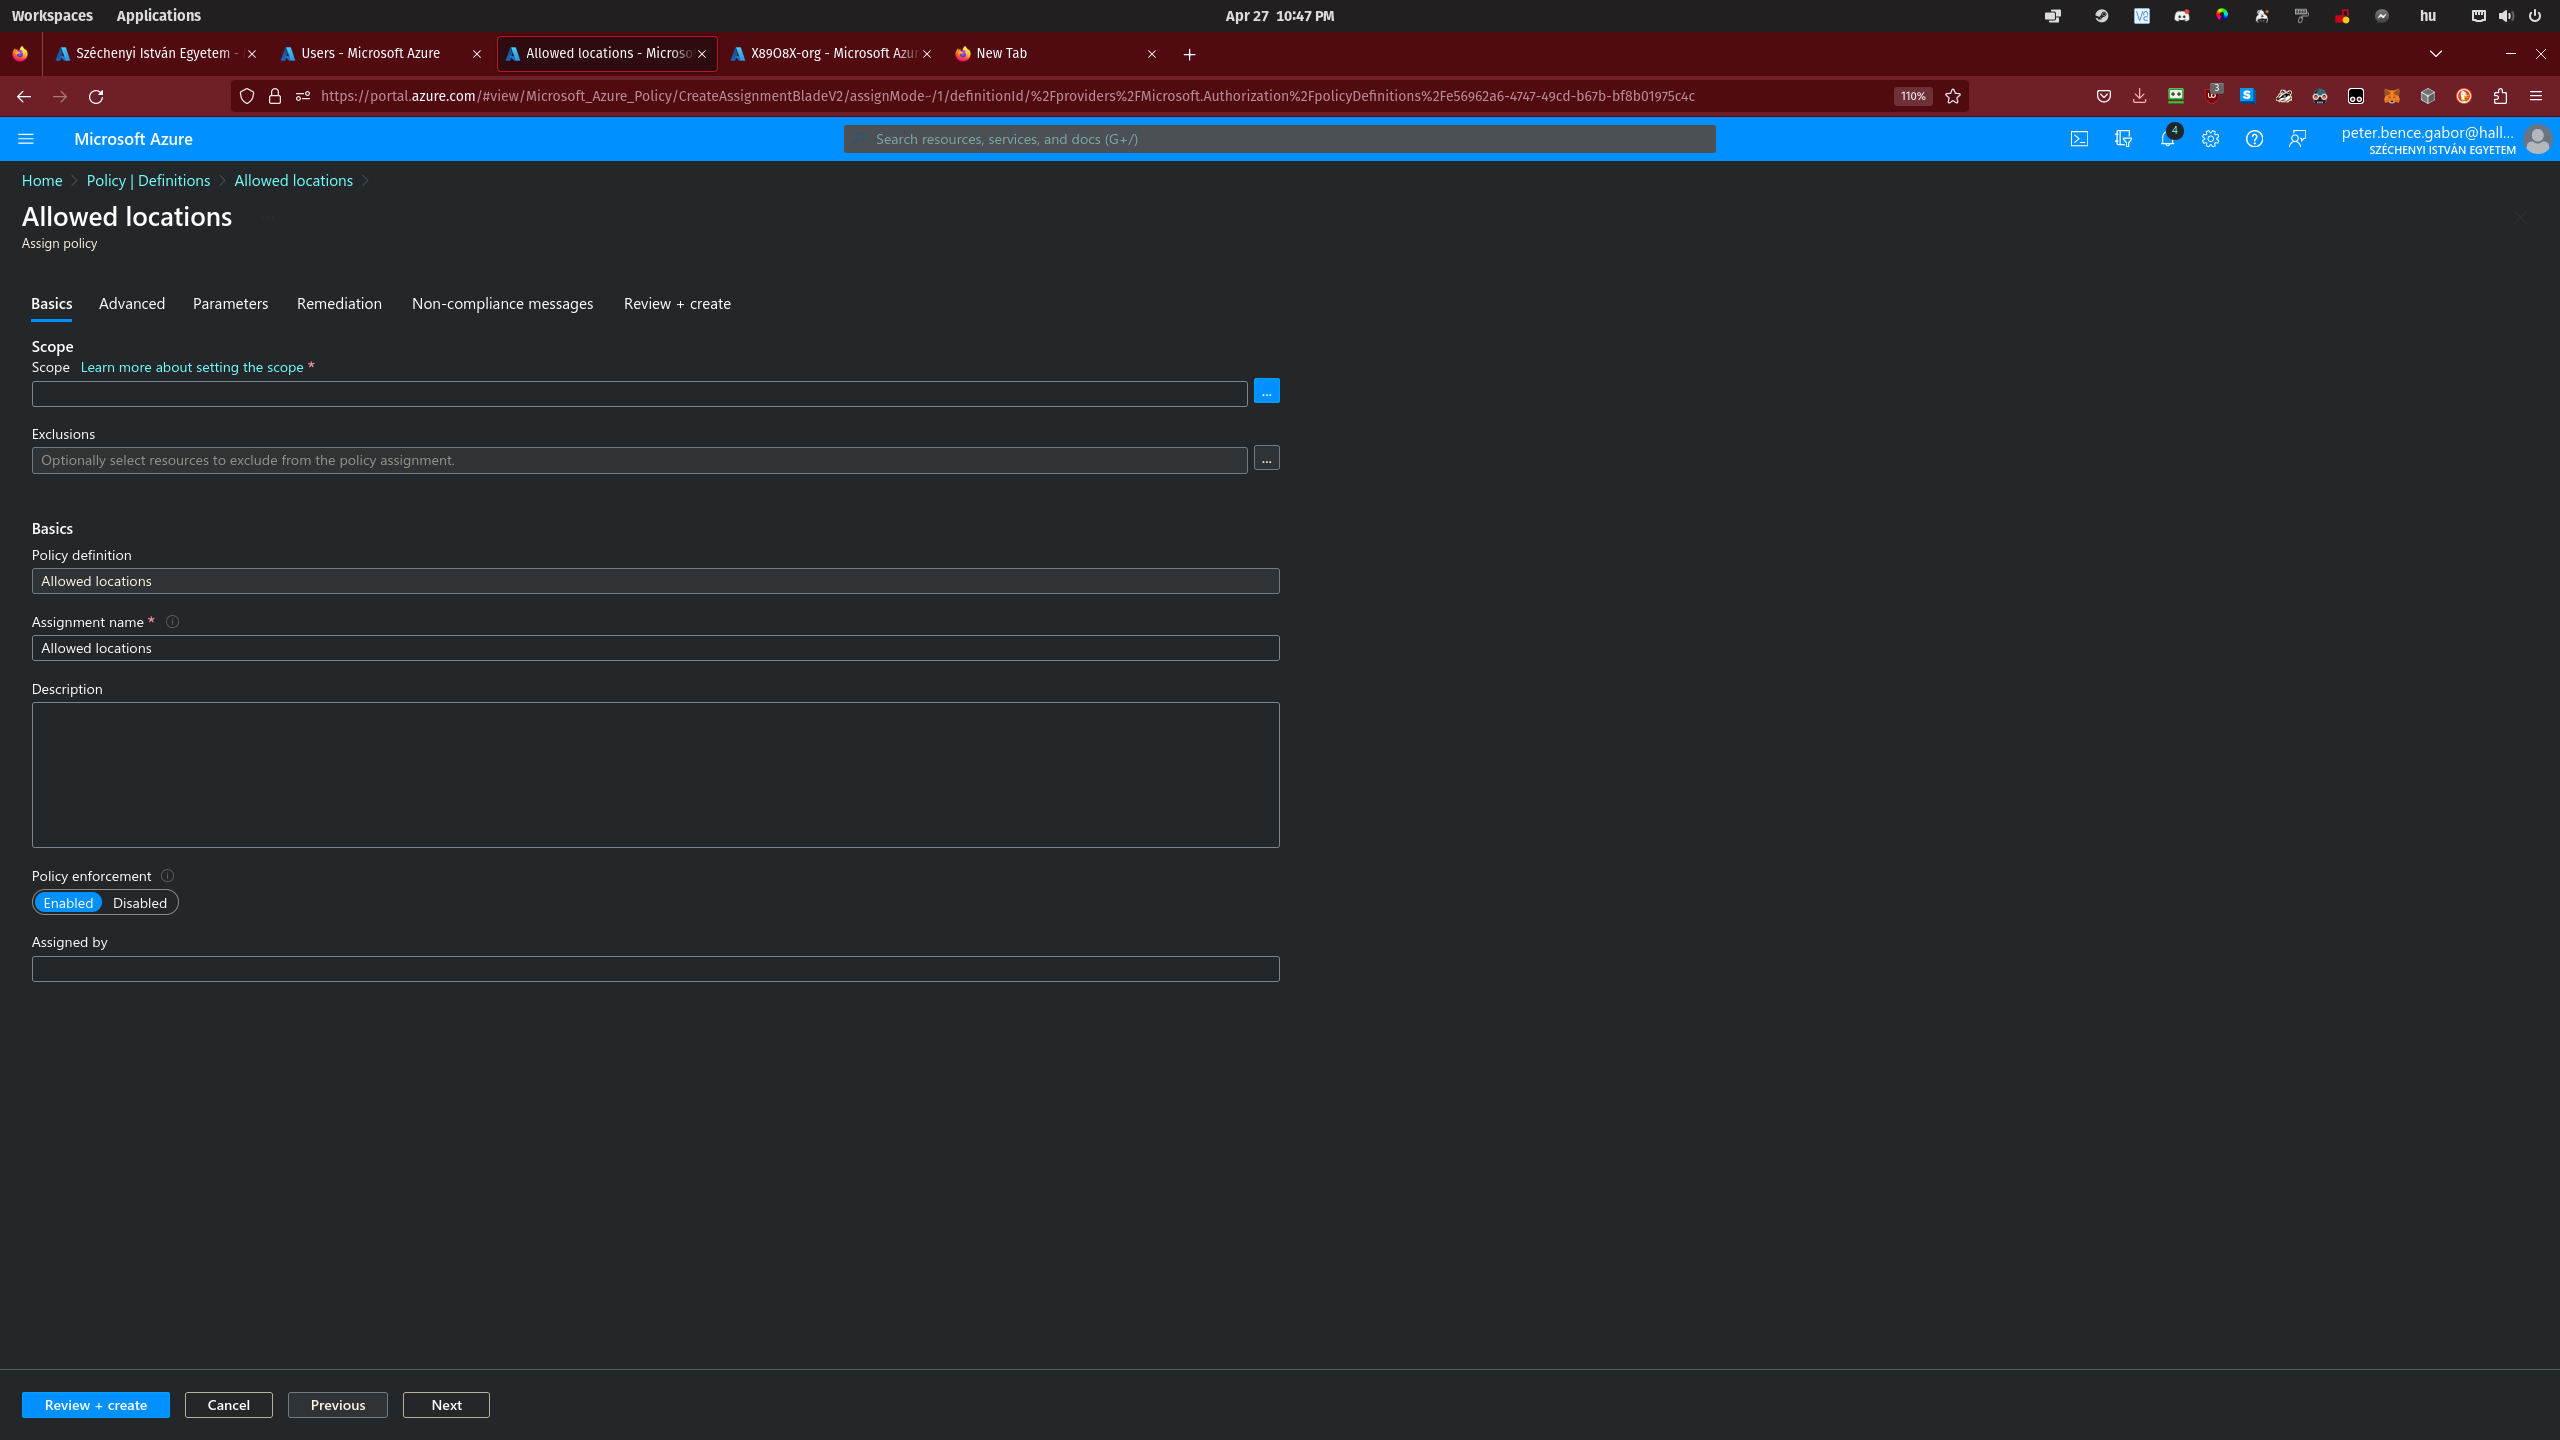 Workspaces Applications Apr 27 10:47 PM hu
Széchenyi István Egyetem - Users - Microsoft Azure Allowed locations - Microso X89O8X-org - Microsoft Azur New Tab
https://portal.azure.com/#view/Microsoft_Azure_Policy/CreateAssignmentBladeV2/assignMode~/1/definitionId/%2Fproviders%2FMicrosoft.Authorization%2FpolicyDefinitions%2Fe56962a6-4747-49cd-b67b-bf8b01975c4c 110% 3
Microsoft Azure Search resources, services, and docs (G+/) 4 peter.bence.gabor@hall...
SZÉCHENYI ISTVÁN EGYETEM
Home Policy | Definitions Allowed locations
Allowed locations
Assign policy
Basics Advanced Parameters Remediation Non-compliance messages Review + create
Scope
Scope Learn more about setting the scope *
...
Exclusions
Optionally select resources to exclude from the policy assignment. ...
Basics
Policy definition
Allowed locations
Assignment name *
Allowed locations
Description
Policy enforcement
Enabled Disabled
Assigned by
Review + create Cancel Previous Next